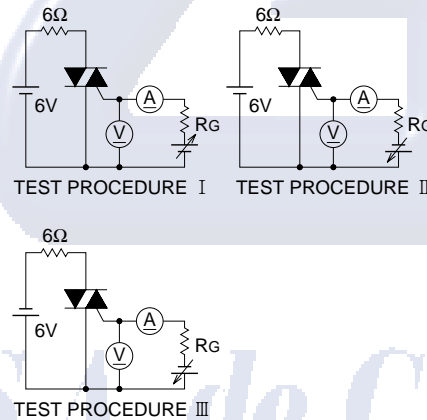 6Ω 6Ω
6V A RG 6V A RG
V V
TEST PROCEDURE Ⅰ TEST PROCEDURE Ⅱ
6Ω
6V A RG
V
TEST PROCEDURE Ⅲ